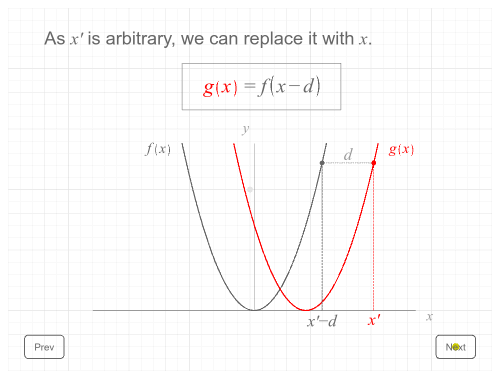 As x′ is arbitrary, we can replace it with x.
g(x) = f(x−d)
y
f(x)
d
g(x)
x′−d
x′
x
Prev
Next